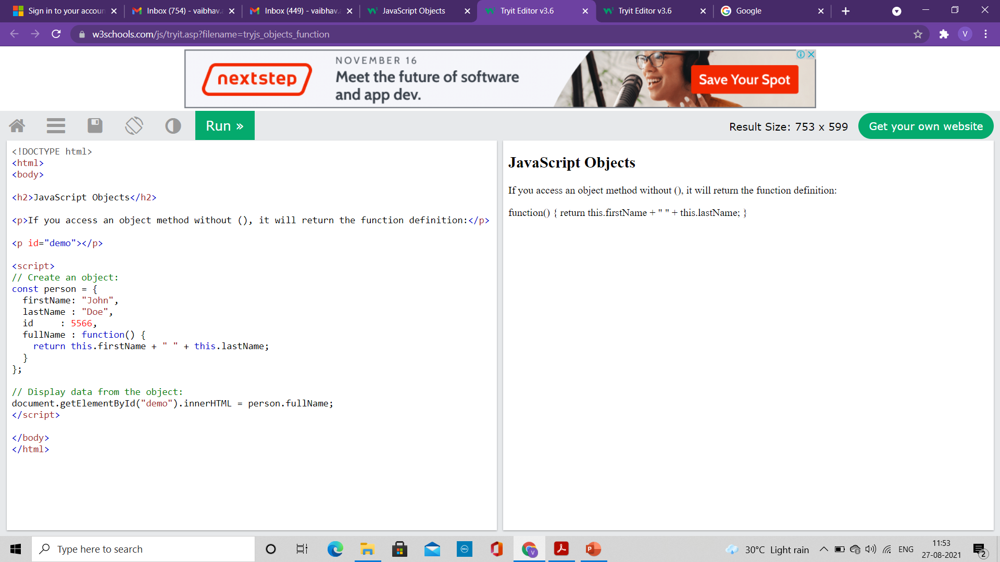 Sign in to your accoun
Inbox (754) - vaibhav.
Inbox (449) - vaibhav.
JavaScript Objects
Tryit Editor v3.6
Tryit Editor v3.6
Google
w3schools.com/js/tryit.asp?filename=tryjs_objects_function
V
nextstep
NOVEMBER 16
Meet the future of software
and app dev.
Save Your Spot
Run »
Result Size: 753 x 599
Get your own website
<!DOCTYPE html>
<html>
<body>
<h2>JavaScript Objects</h2>
<p>If you access an object method without (), it will return the function definition:</p>
<p id="demo"></p>
<script>
// Create an object:
const person = {
  firstName: "John",
  lastName : "Doe",
  id     : 5566,
  fullName : function() {
    return this.firstName + " " + this.lastName;
  }
};
// Display data from the object:
document.getElementById("demo").innerHTML = person.fullName;
</script>
</body>
</html>
JavaScript Objects
If you access an object method without (), it will return the function definition:
function() { return this.firstName + " " + this.lastName; }
Type here to search
DELL
V
P
30°C Light rain
ENG
11:53
27-08-2021
2